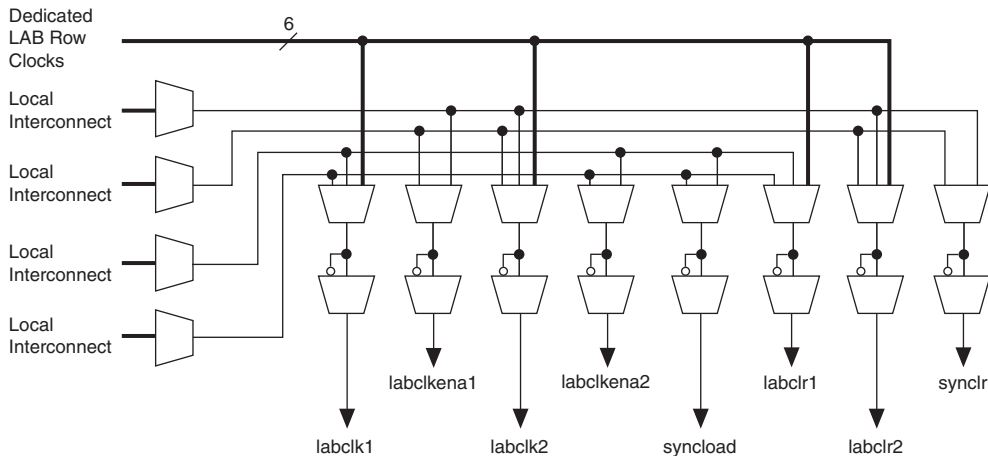 Dedicated
LAB Row
Clocks
6
Local
Interconnect
Local
Interconnect
Local
Interconnect
Local
Interconnect
labclkena1
labclkena2
labclr1
synclr
labclk1
labclk2
syncload
labclr2